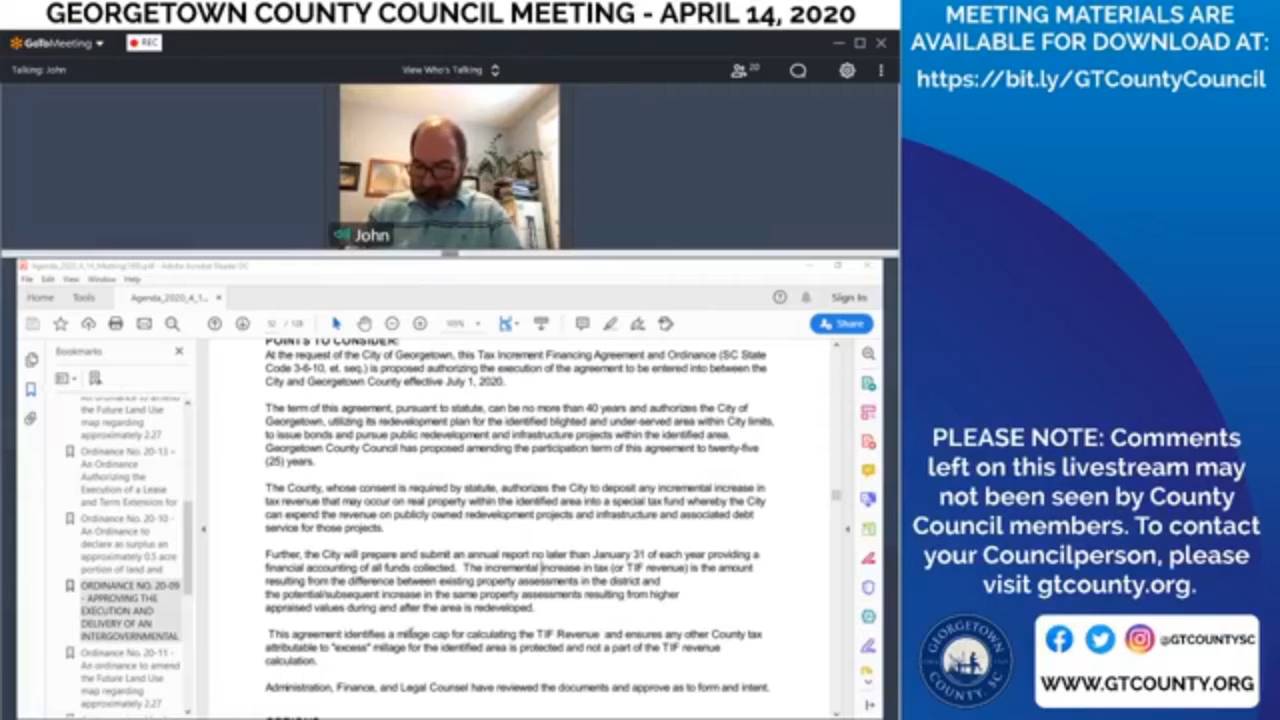 GEORGETOWN COUNTY COUNCIL MEETING - APRIL 14, 2020
GoToMeeting
REC
Talking: John
View Who's Talking
20
John
File Edit View Window Help
Home Tools Agenda_2020_4_1... ×
Sign In
Share
Bookmarks
the Future Land Use
map regarding
approximately 2.27
Ordinance No. 20-13 –
An Ordinance
Authorizing the
Execution of a Lease
and Term Extension for
Ordinance No. 20-10 -
An Ordinance to
declare as surplus an
approximately 0.5 acre
portion of land and
ORDINANCE NO. 20-09
- APPROVING THE
EXECUTION AND
DELIVERY OF AN
INTERGOVERNMENTAL
Ordinance No. 20-11 -
An ordinance to amend
the Future Land Use
map regarding
approximately 2.27
POINTS TO CONSIDER:
At the request of the City of Georgetown, this Tax Increment Financing Agreement and Ordinance (SC State
Code 3-6-10, et. seq.) is proposed authorizing the execution of the agreement to be entered into between the
City and Georgetown County effective July 1, 2020.
The term of this agreement, pursuant to statute, can be no more than 40 years and authorizes the City of
Georgetown, utilizing its redevelopment plan for the identified blighted and under-served area within City limits,
to issue bonds and pursue public redevelopment and infrastructure projects within the identified area.
Georgetown County Council has proposed amending the participation term of this agreement to twenty-five
(25) years.
The County, whose consent is required by statute, authorizes the City to deposit any incremental increase in
tax revenue that may occur on real property within the identified area into a special tax fund whereby the City
can expend the revenue on publicly owned redevelopment projects and infrastructure and associated debt
service for those projects.
Further, the City will prepare and submit an annual report no later than January 31 of each year providing a
financial accounting of all funds collected. The incremental increase in tax (or TIF revenue) is the amount
resulting from the difference between existing property assessments in the district and
the potential/subsequent increase in the same property assessments resulting from higher
appraised values during and after the area is redeveloped.
This agreement identifies a millage cap for calculating the TIF Revenue and ensures any other County tax
attributable to "excess" millage for the identified area is protected and not a part of the TIF revenue
calculation.
Administration, Finance, and Legal Counsel have reviewed the documents and approve as to form and intent.
MEETING MATERIALS ARE
AVAILABLE FOR DOWNLOAD AT:
https://bit.ly/GTCountyCouncil
PLEASE NOTE: Comments
left on this livestream may
not been seen by County
Council members. To contact
your Councilperson, please
visit gtcounty.org.
GEORGETOWN
COUNTY, SC
@GTCOUNTYSC
WWW.GTCOUNTY.ORG